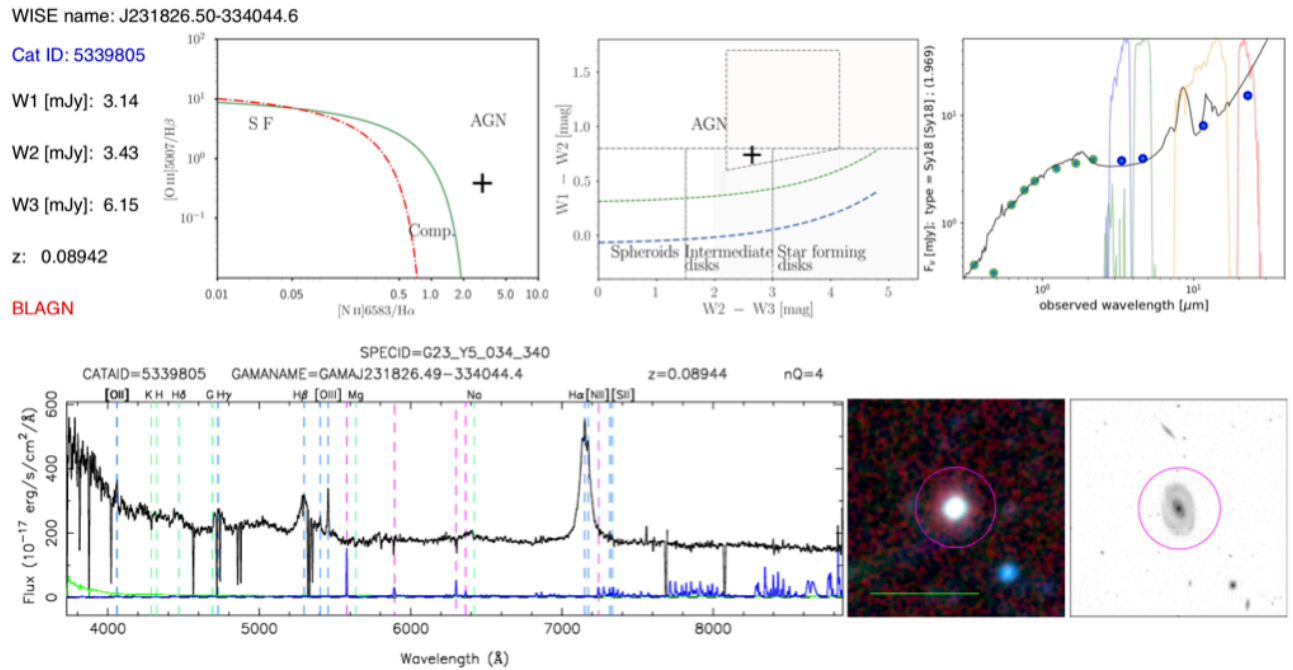 WISE name: J231826.50-334044.6
Cat ID: 5339805
W1 [mJy]: 3.14
W2 [mJy]: 3.43
W3 [mJy]: 6.15
z: 0.08942
BLAGN
[OIII]5007/Hβ
10²
10¹
10⁰
10⁻¹
S F
AGN
Comp.
0.01
0.05
0.5
1.0
2.0
5.0
10.0
[NII]6583/Hα
W1 − W2 [mag]
1.5
1.0
0.5
0.0
AGN
Spheroids
Intermediate
disks
Star forming
disks
0
1
2
3
4
5
W2 − W3 [mag]
Fν [mJy]; type = Sy18 [Sy18] ; (1.969)
10¹
10⁰
10⁰
10¹
observed wavelength [μm]
SPECID=G23_Y5_034_340
CATAID=5339805 GAMANAME=GAMAJ231826.49−334044.4 z=0.08944 nQ=4
[OII] K H Hδ G Hγ Hβ [OIII] Mg Na Hα [NII] [SII]
Flux (10⁻¹⁷ erg/s/cm²/Å)
600
400
200
0
4000 5000 6000 7000 8000
Wavelength (Å)